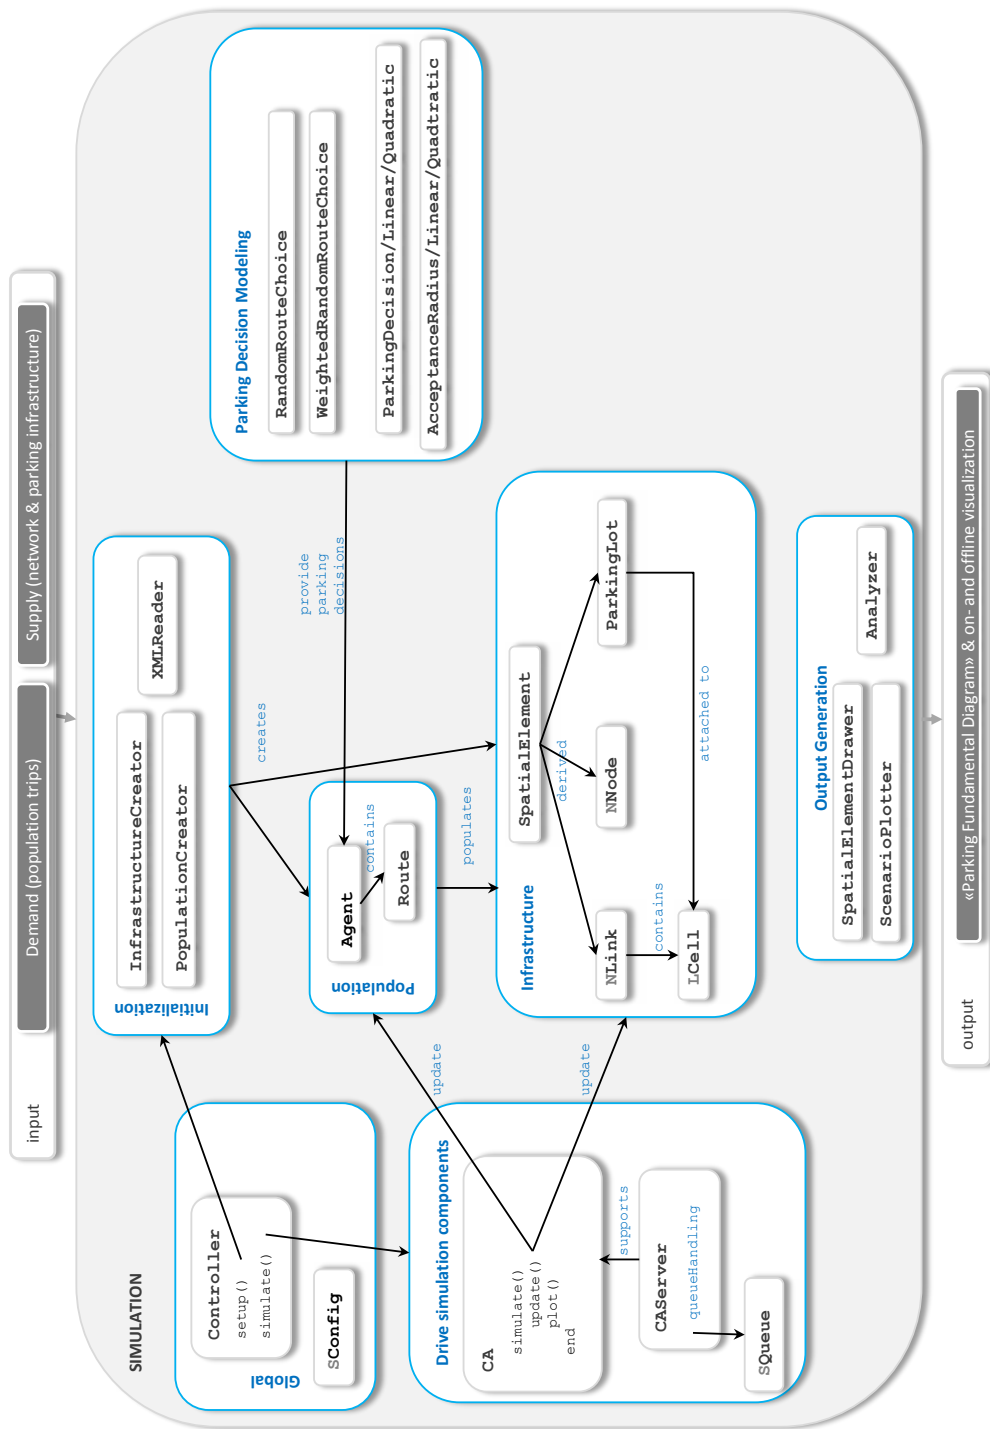 input
Demand (population trips)
Supply (network & parking infrastructure)
SIMULATION
Global
Controller
setup()
simulate()
SConfig
Initialization
InfrastructureCreator
PopulationCreator
XMLReader
creates
Parking Decision Modeling
RandomRouteChoice
WeightedRandomRouteChoice
ParkingDecision/Linear/Quadratic
AcceptanceRadius/Linear/Quadtratic
provide
parking
decisions
Population
Agent
contains
Route
populates
update
update
Drive simulation components
CA
simulate()
update()
plot()
end
supports
CAServer
queueHandling
SQueue
Infrastructure
SpatialElement
derived
NLink
NNode
ParkingLot
contains
attached to
LCell
Output Generation
SpatialElementDrawer
ScenarioPlotter
Analyzer
output
«Parking Fundamental Diagram» & on- and offline visualization